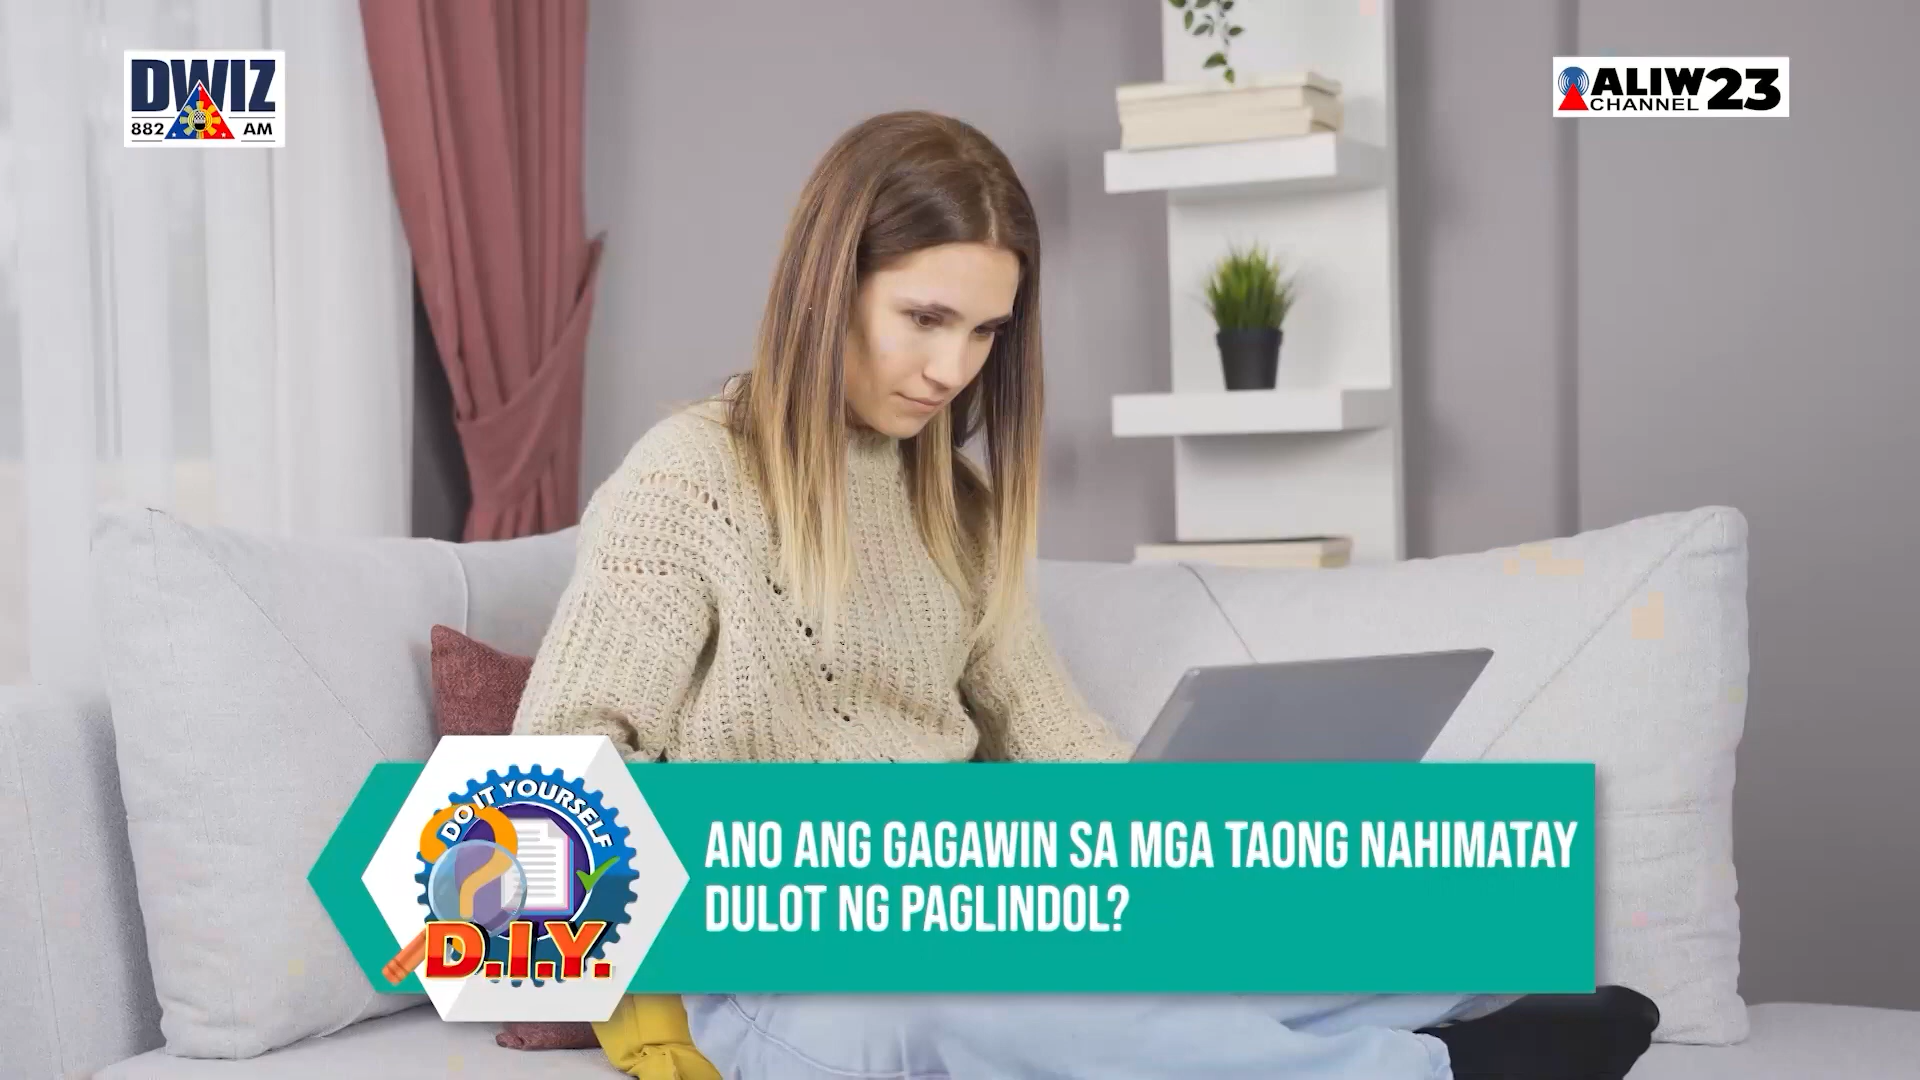 DWIZ
882 AM
ALIW 23
CHANNEL
DO IT YOURSELF
D.I.Y.
ANO ANG GAGAWIN SA MGA TAONG NAHIMATAY
DULOT NG PAGLINDOL?